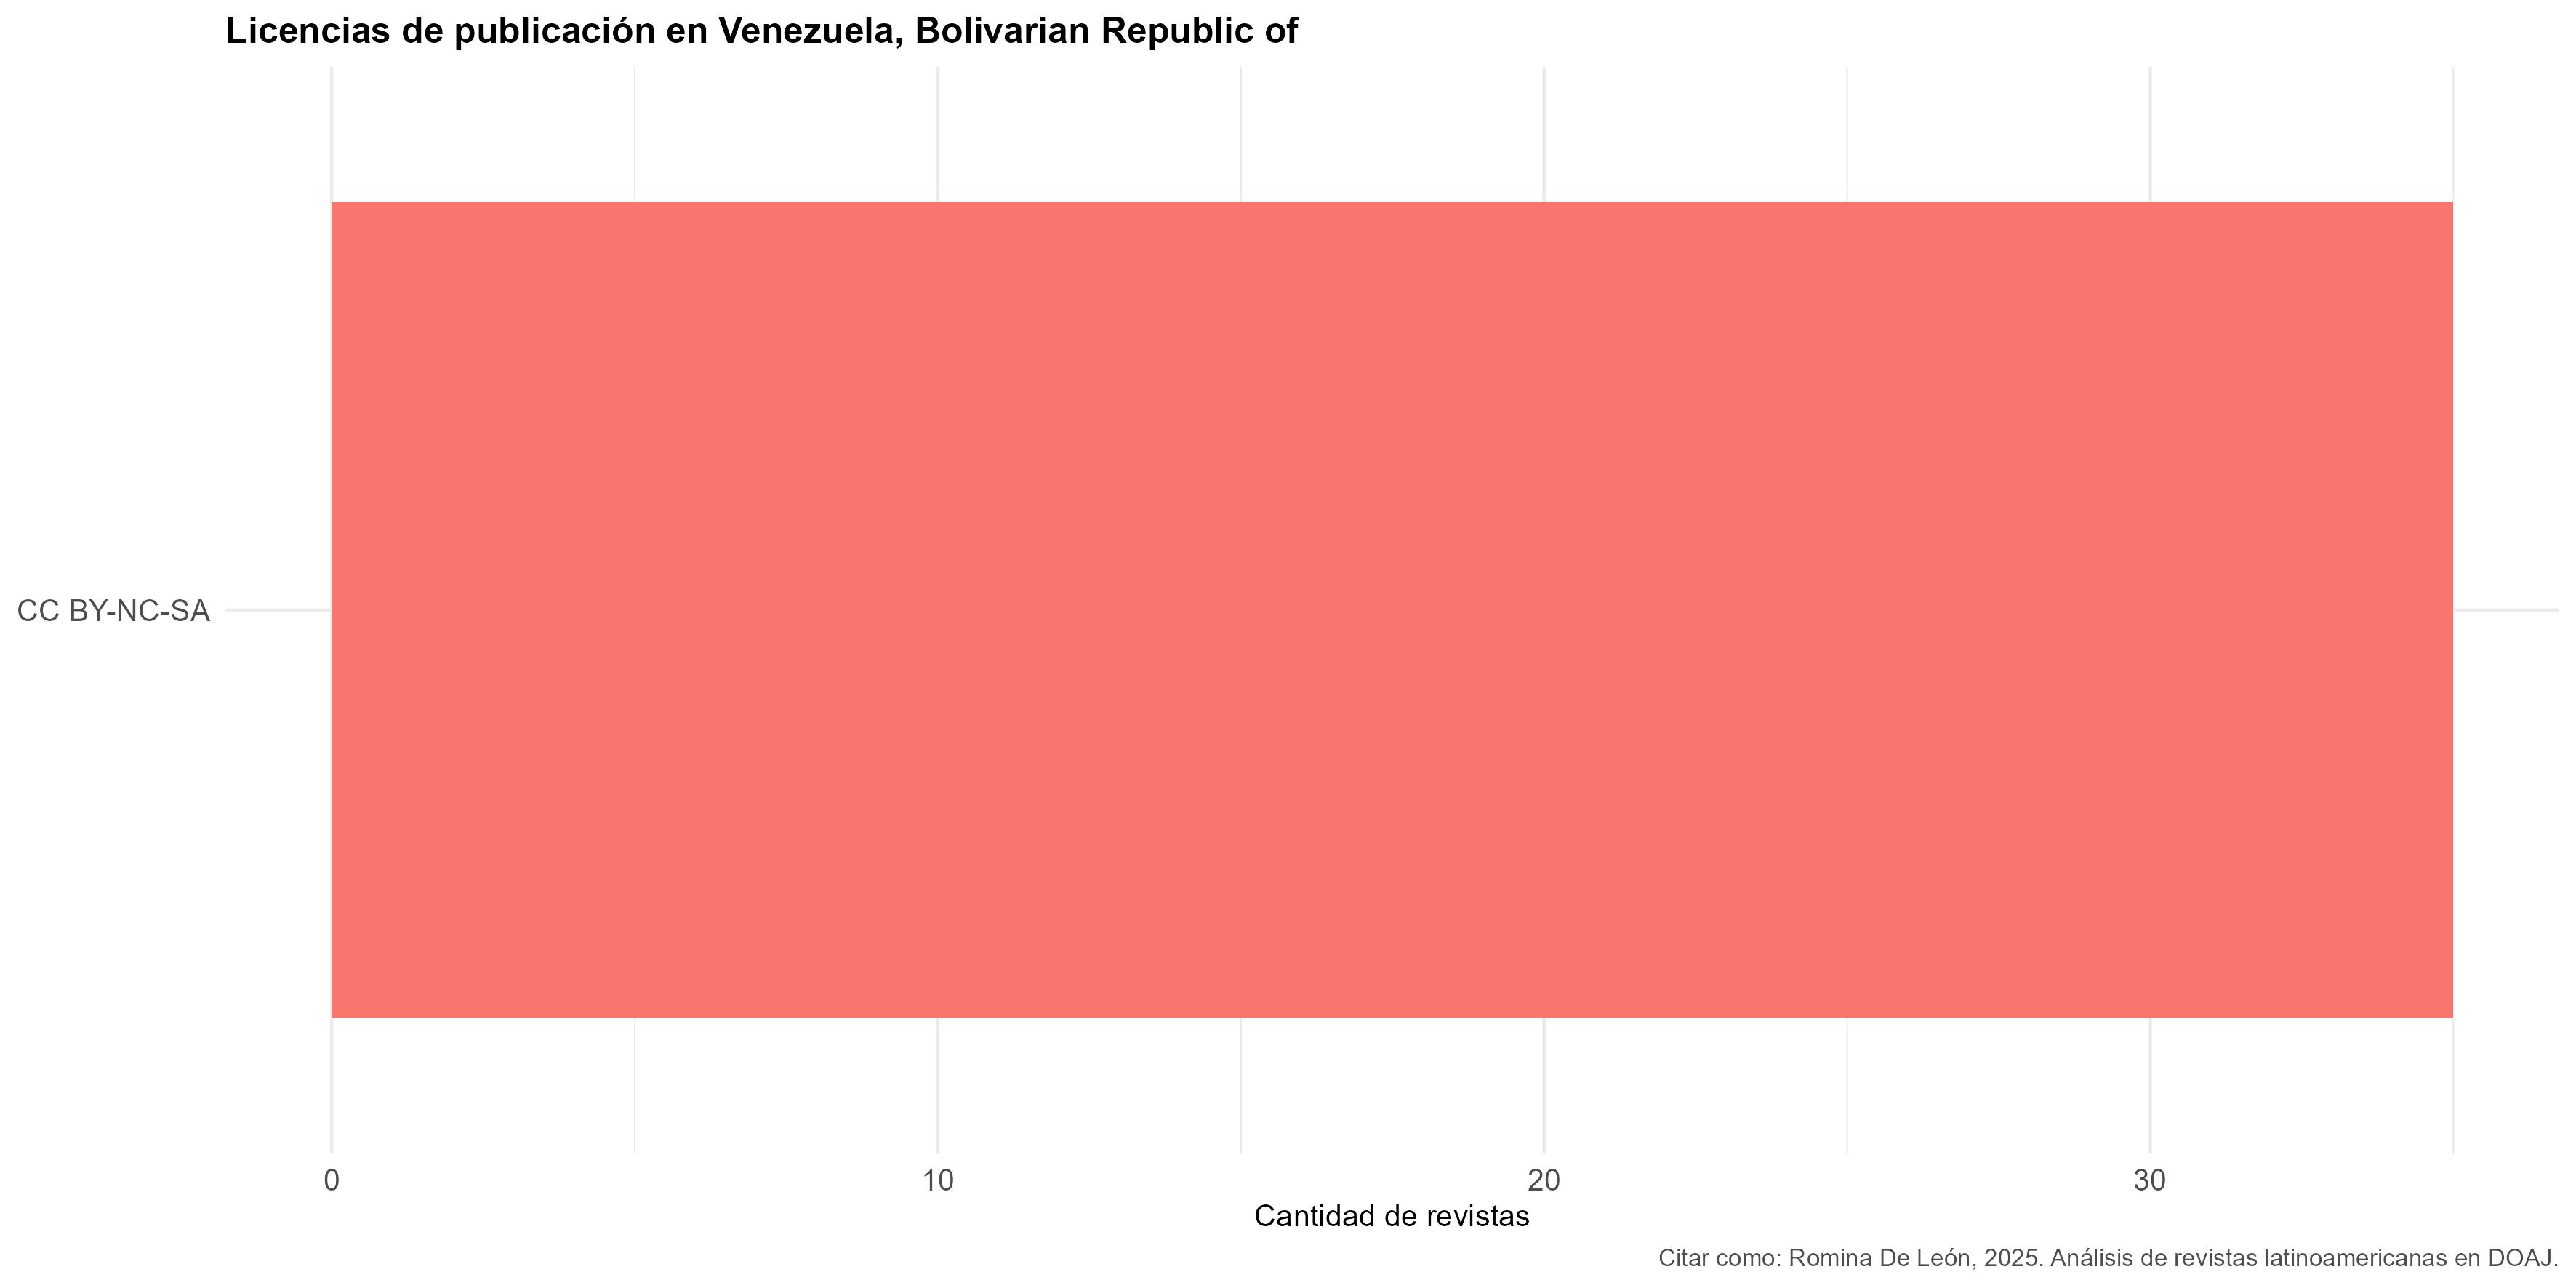 Licencias de publicación en Venezuela, Bolivarian Republic of
CC BY-NC-SA
0 10 20 30
Cantidad de revistas
Citar como: Romina De León, 2025. Análisis de revistas latinoamericanas en DOAJ.